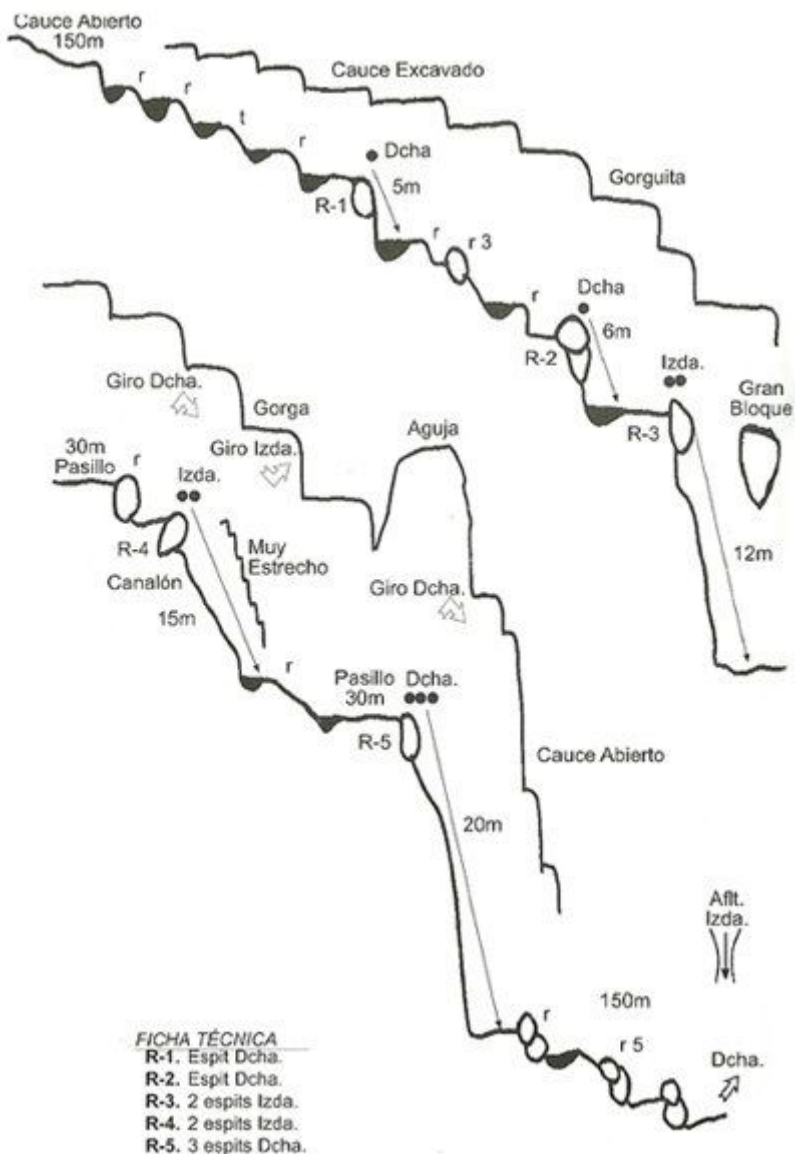 Cauce Abierto
150m
r
r
t
r
Cauce Excavado
Dcha
5m
R-1
r
r 3
Gorguita
r
Dcha
6m
R-2
Izda.
R-3
Gran
Bloque
12m
Giro Dcha.
Gorga
Giro Izda.
Aguja
30m
Pasillo
r
Izda.
R-4
Muy
Estrecho
Canalón
15m
Giro Dcha.
r
Pasillo
30m
Dcha.
R-5
Cauce Abierto
20m
Aflt.
Izda.
r
150m
r 5
Dcha.
FICHA TÉCNICA
R-1. Espit Dcha.
R-2. Espit Dcha.
R-3. 2 espits Izda.
R-4. 2 espits Izda.
R-5. 3 espits Dcha.